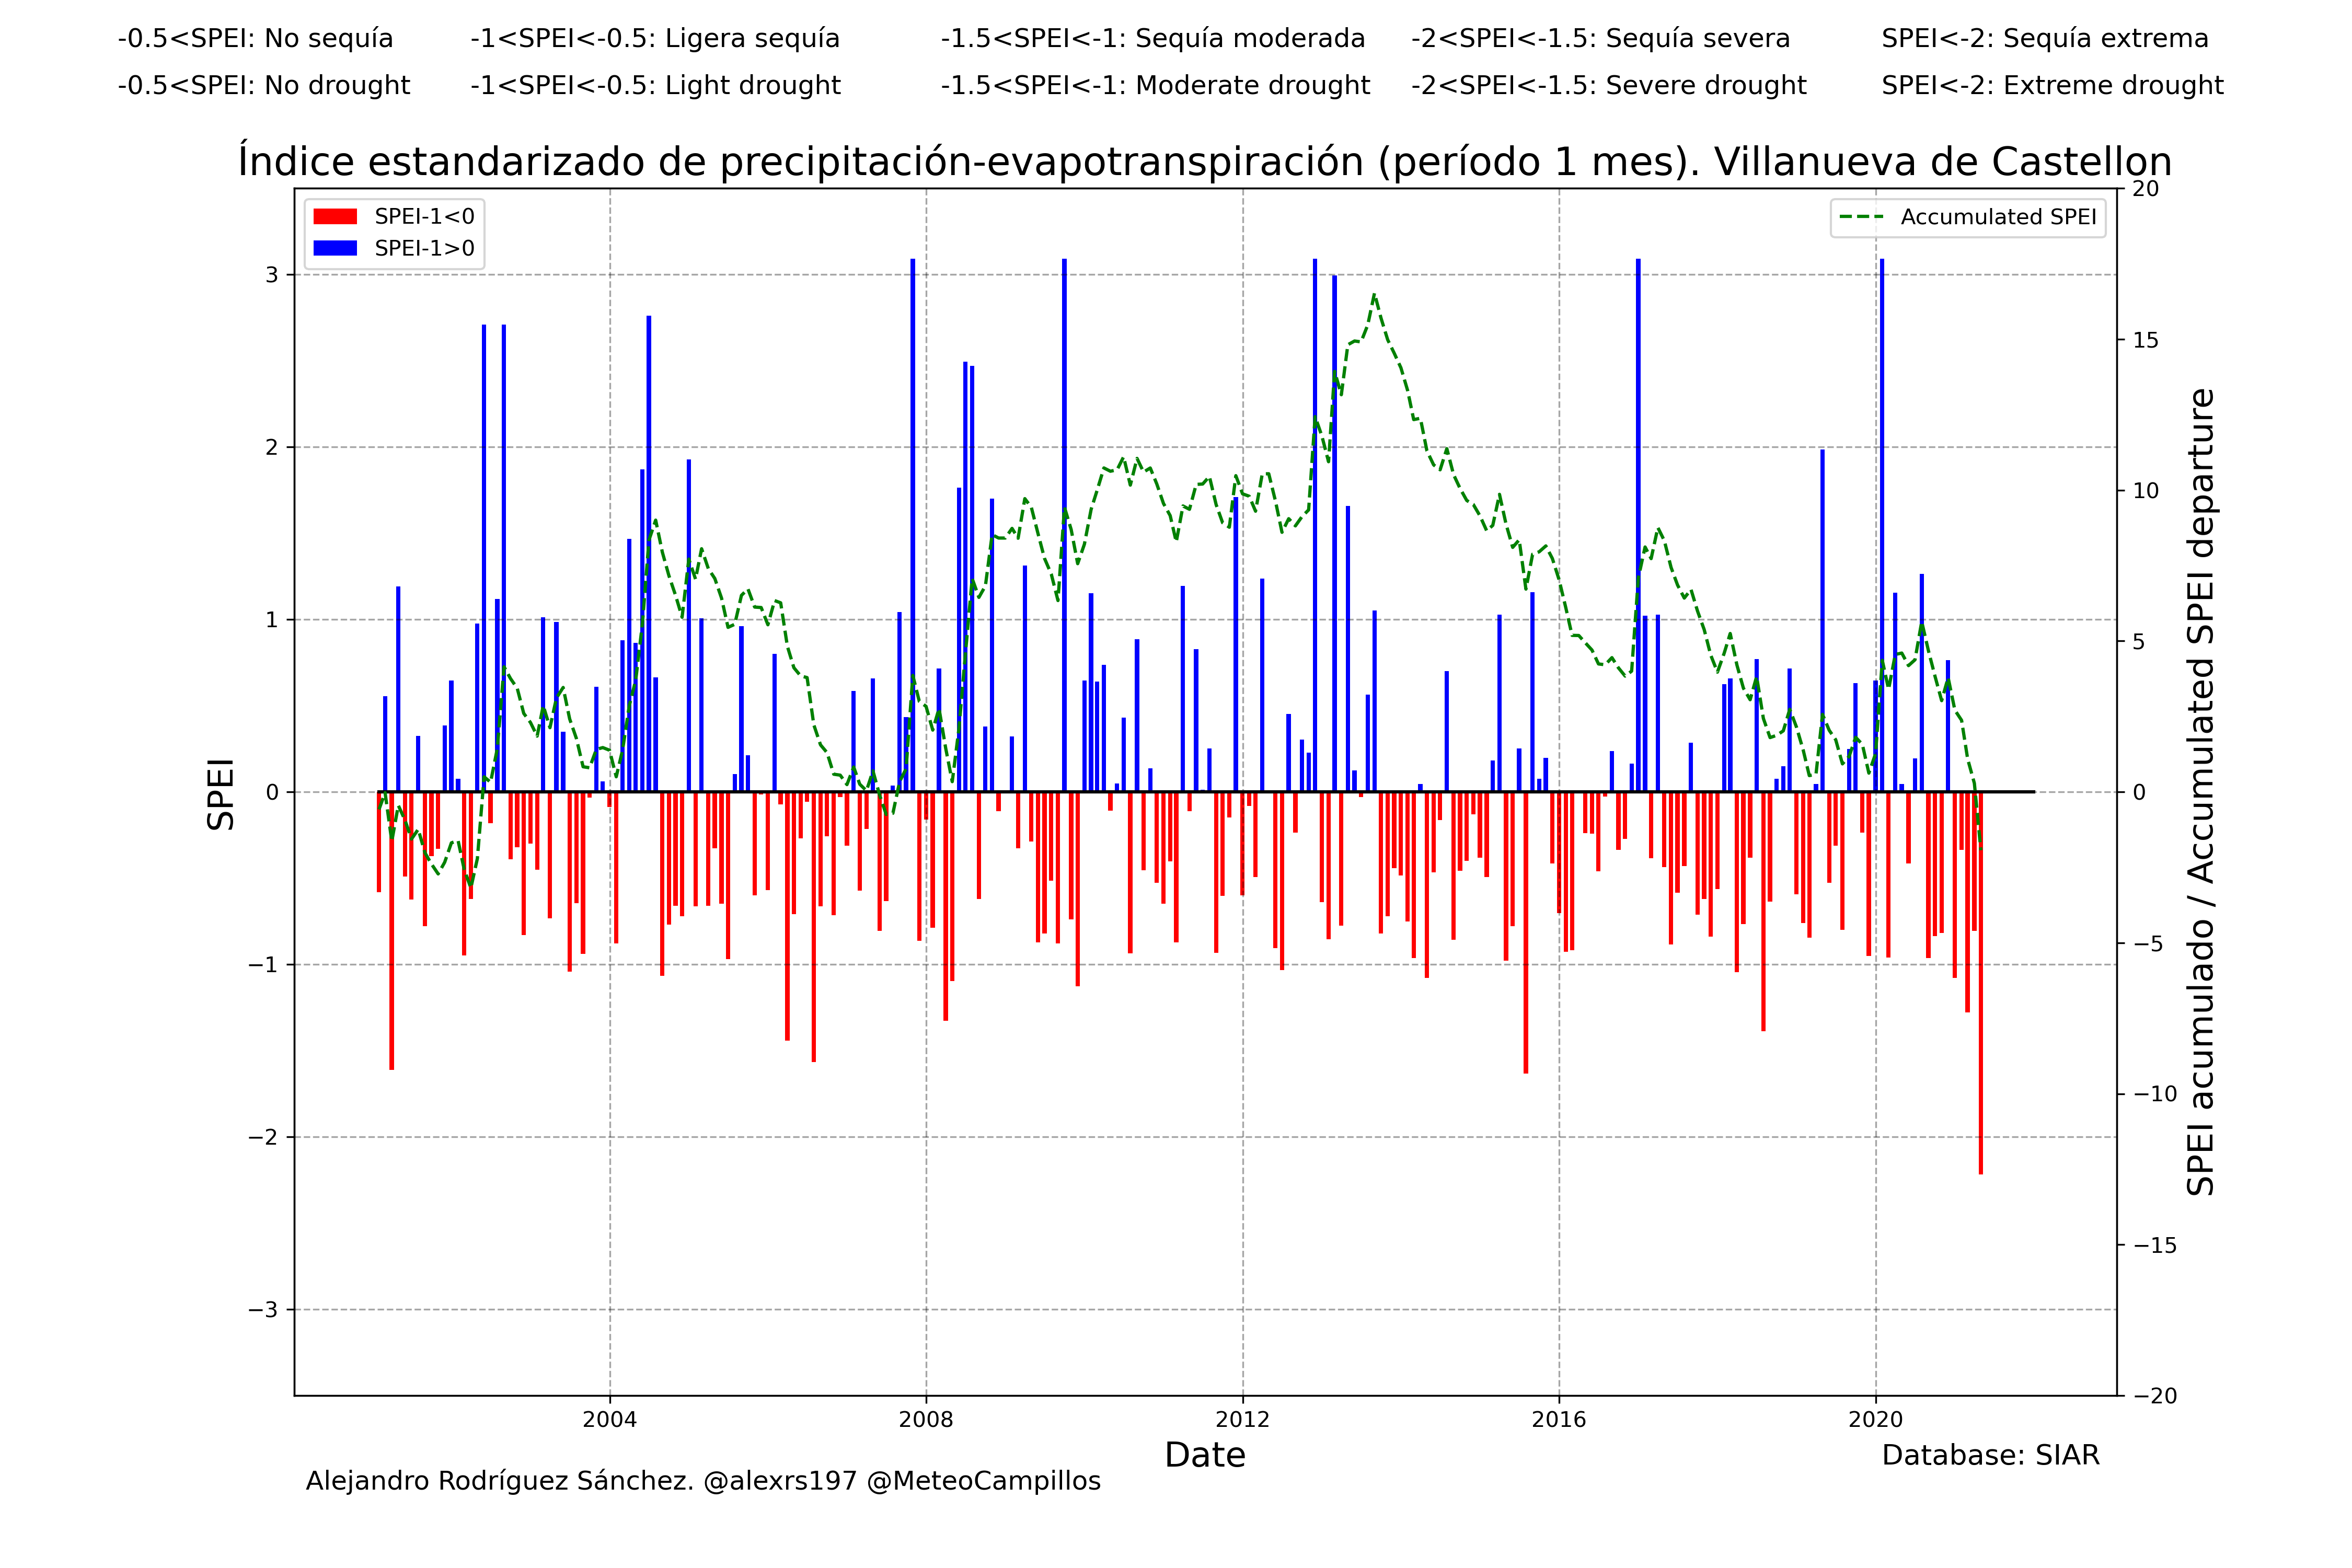 -0.5<SPEI: No sequía -1<SPEI<-0.5: Ligera sequía -1.5<SPEI<-1: Sequía moderada -2<SPEI<-1.5: Sequía severa SPEI<-2: Sequía extrema
-0.5<SPEI: No drought -1<SPEI<-0.5: Light drought -1.5<SPEI<-1: Moderate drought -2<SPEI<-1.5: Severe drought SPEI<-2: Extreme drought
Índice estandarizado de precipitación-evapotranspiración (período 1 mes). Villanueva de Castellon
SPEI-1<0
SPEI-1>0
Accumulated SPEI
SPEI
3
2
1
0
−1
−2
−3
20
15
10
5
0
−5
−10
−15
−20
SPEI acumulado / Accumulated SPEI departure
2004 2008 2012 2016 2020
Date
Database: SIAR
Alejandro Rodríguez Sánchez. @alexrs197 @MeteoCampillos